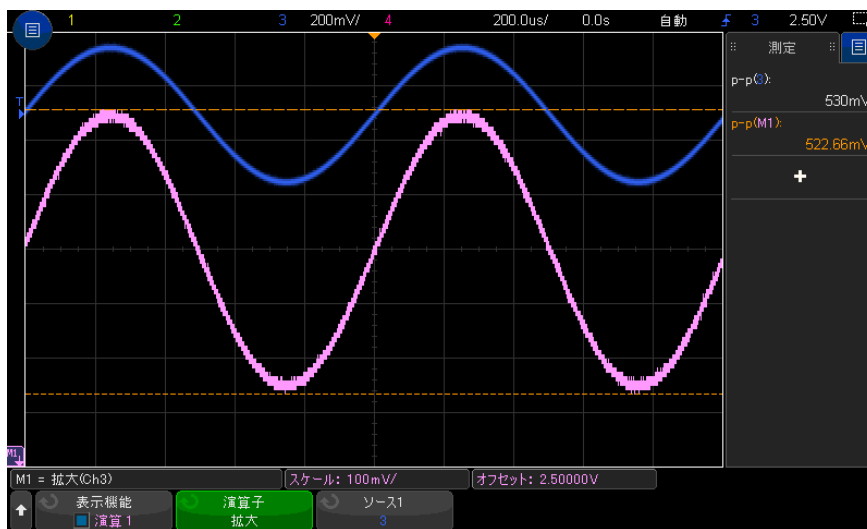 1 2 3 200mV/ 4 200.0us/ 0.0s 自動 3 2.50V
測定
p-p(3):
530mV
p-p(M1):
522.66mV
T
M1
M1 = 拡大(Ch3) スケール: 100mV/ オフセット: 2.50000V
表示機能 演算子 ソース1
演算 1 拡大 3